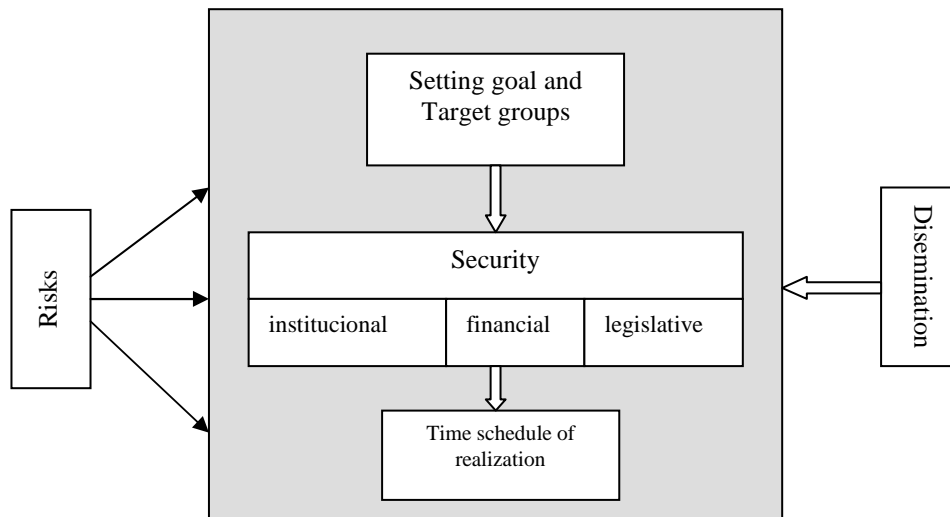 Setting goal and
Target groups
Risks
Security
institucional
financial
legislative
Disemination
Time schedule of
realization